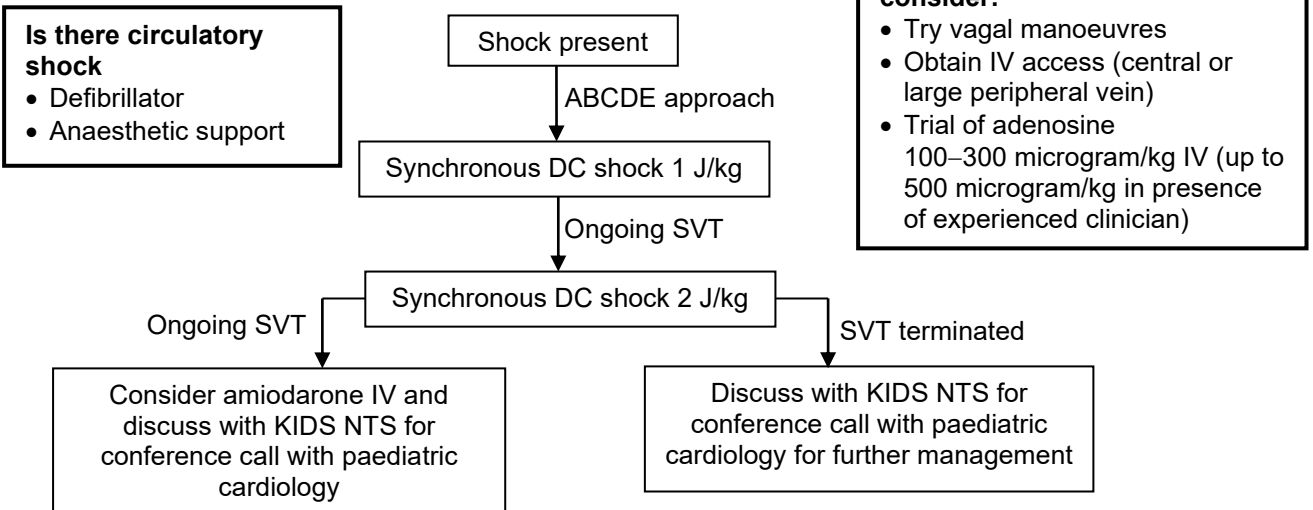 Is there circulatory
shock
• Defibrillator
• Anaesthetic support
Shock present
ABCDE approach
Synchronous DC shock 1 J/kg
Ongoing SVT
Synchronous DC shock 2 J/kg
Ongoing SVT
SVT terminated
Consider amiodarone IV and
discuss with KIDS NTS for
conference call with paediatric
cardiology
Discuss with KIDS NTS for
conference call with paediatric
cardiology for further management
• Try vagal manoeuvres
• Obtain IV access (central or
large peripheral vein)
• Trial of adenosine
100–300 microgram/kg IV (up to
500 microgram/kg in presence
of experienced clinician)